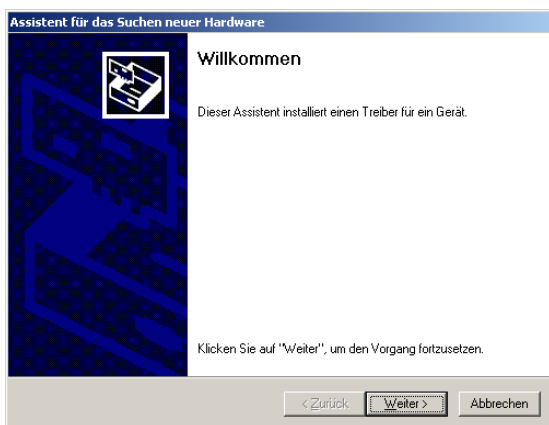 Assistent für das Suchen neuer Hardware
Willkommen
Dieser Assistent installiert einen Treiber für ein Gerät.
Klicken Sie auf "Weiter", um den Vorgang fortzusetzen.
< Zurück
Weiter >
Abbrechen